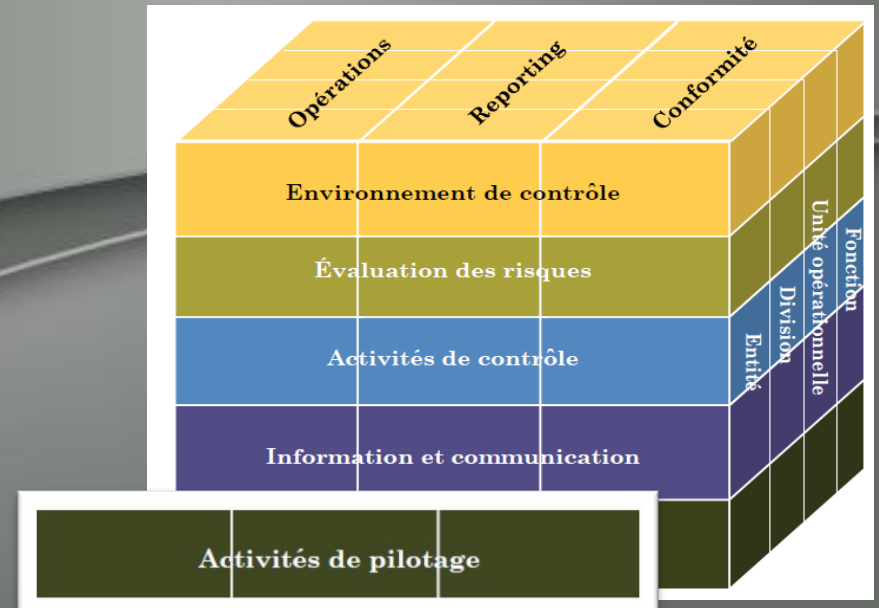 Opérations
Reporting
Conformité
Environnement de contrôle
Évaluation des risques
Activités de contrôle
Information et communication
Activités de pilotage
Entité
Division
Unité opérationnelle
Fonction